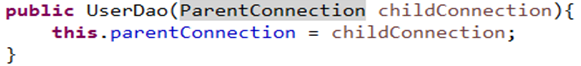 public UserDao(ParentConnection childConnection){
this.parentConnection = childConnection;
}